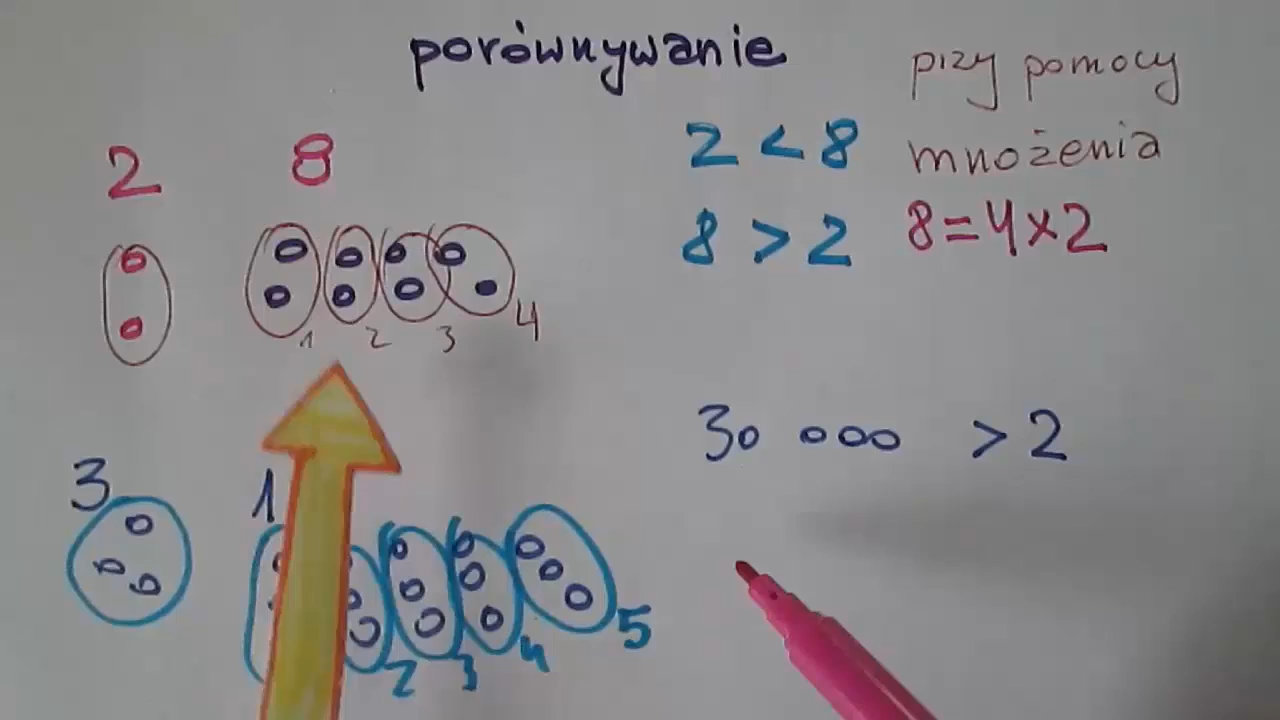 porównywanie
przy pomocy
mnożenia
2 8
2 < 8
8 > 2
8=4×2
1 2 3 4
30 000 > 2
3
1
2 3 4 5